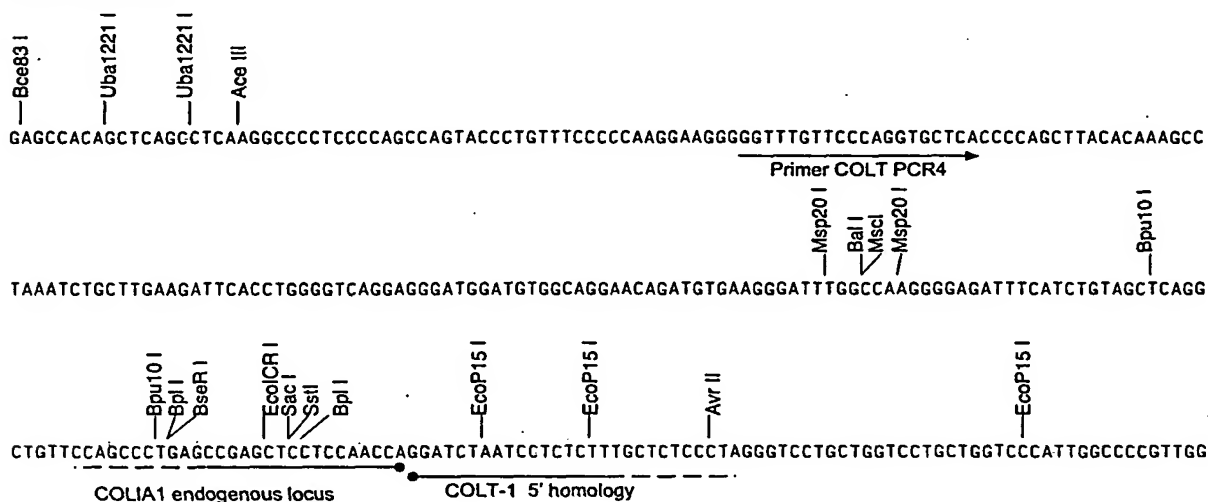 Bce83 I
Uba1221 I
Uba1221 I
Ace III
GAGCCACAGCTCAGCCTCAAGGCCCCTCCCCAGCCAGTACCCTGTTTCCCCCAAGGAAGGGGGTTTGTTCCCAGGTGCTCACCCCAGCTTACACAAAGCC
Primer COLT PCR4
Msp20 I
Bal I
MscI
Msp20 I
Bpu10 I
TAAATCTGCTTGAAGATTCACCTGGGGTCAGGAGGGATGGATGTGGCAGGAACAGATGTGAAGGGATTTGGCCAAGGGGAGATTTCATCTGTAGCTCAGG
Bpu10 I
Bpl I
BseR I
EcolCR I
Sac I
SstI
Bpl I
EcoP15 I
EcoP15 I
Avr II
EcoP15 I
CTGTTCCAGCCCTGAGCCGAGCTCCTCCAACCAGGATCTAATCCTCTCTTTGCTCTCCCTAGGGTCCTGCTGGTCCTGCTGGTCCCATTGGCCCCGTTGG
COLIA1 endogenous locus
COLT-1 5' homology